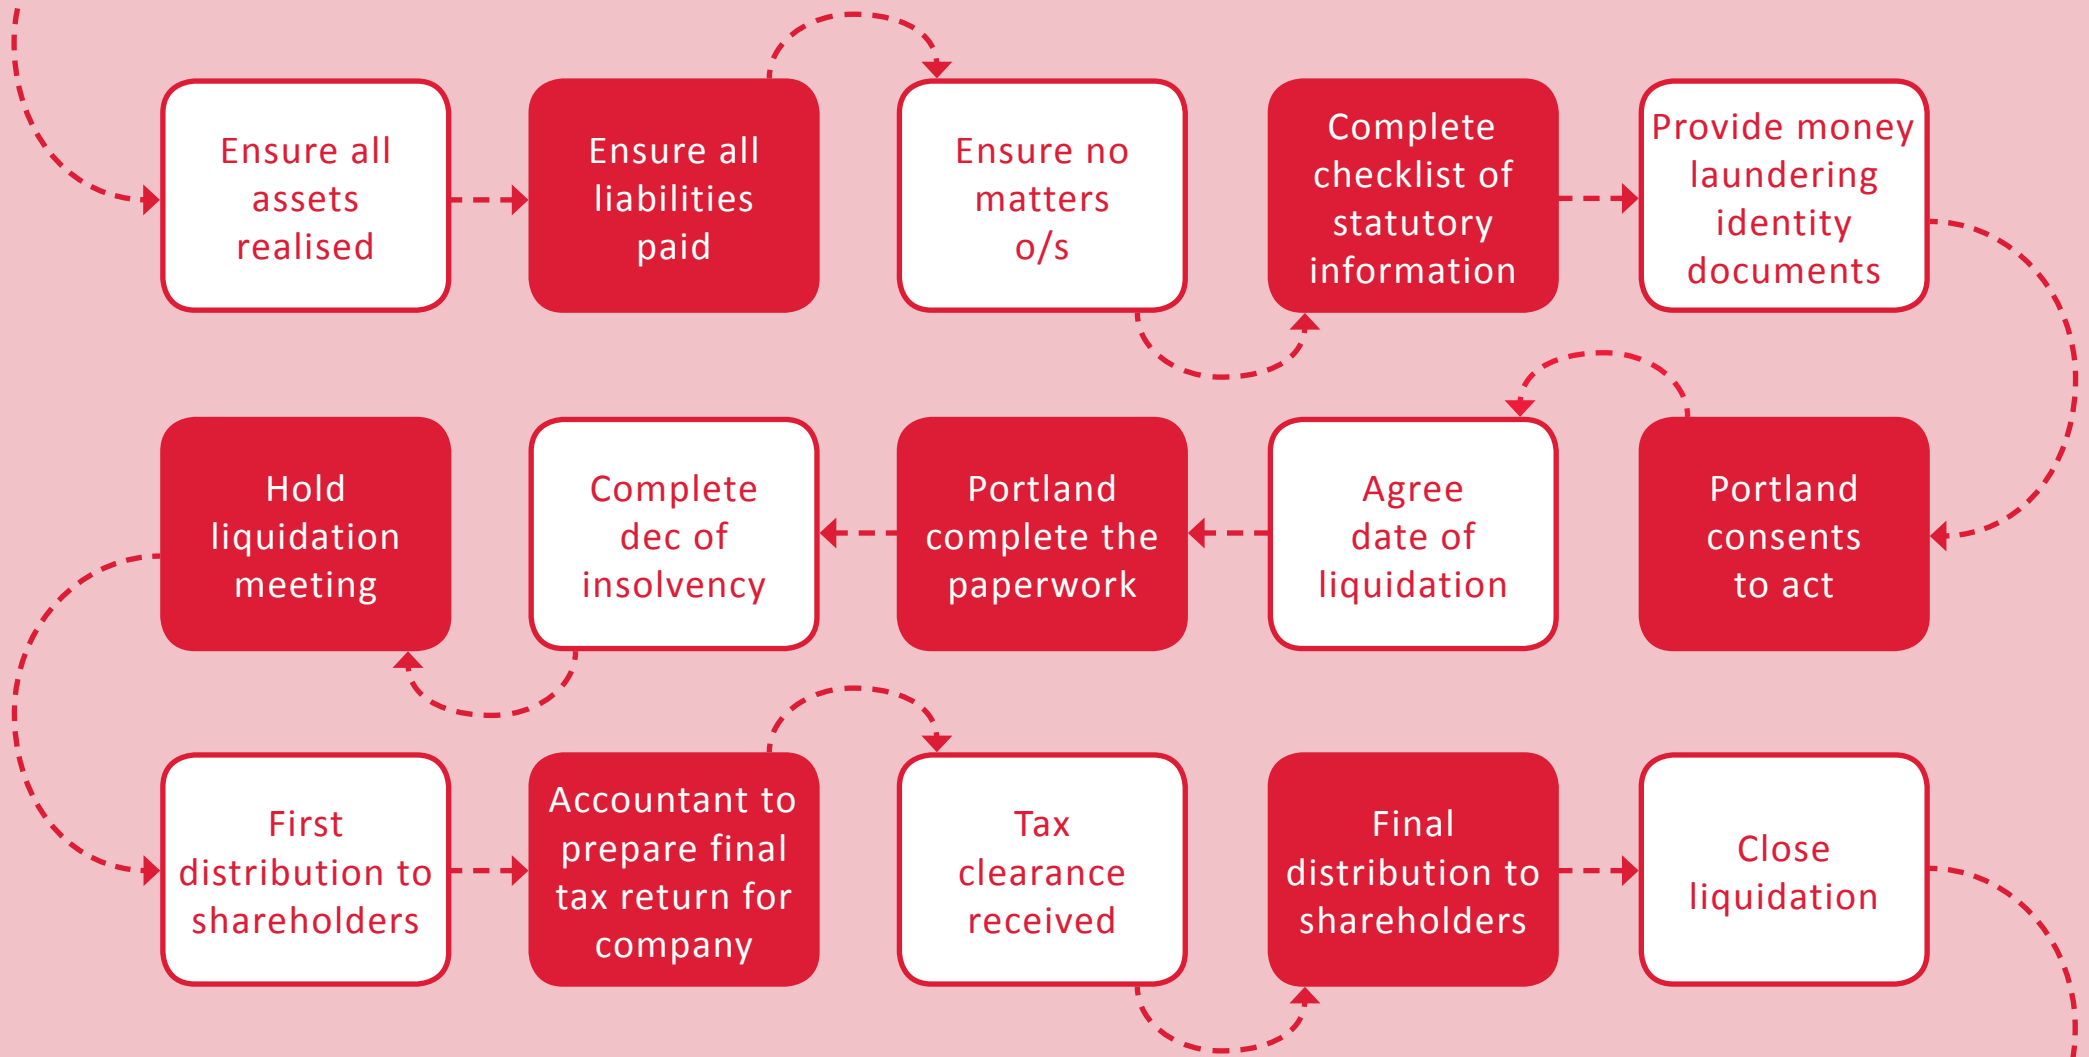 Ensure all
assets
realised
Ensure all
liabilities
paid
Ensure no
matters
o/s
Complete
checklist of
statutory
information
Provide money
laundering
identity
documents
Portland
consents
to act
Agree
date of
liquidation
Portland
complete the
paperwork
Complete
dec of
insolvency
Hold
liquidation
meeting
First
distribution to
shareholders
Accountant to
prepare final
tax return for
company
Tax
clearance
received
Final
distribution to
shareholders
Close
liquidation